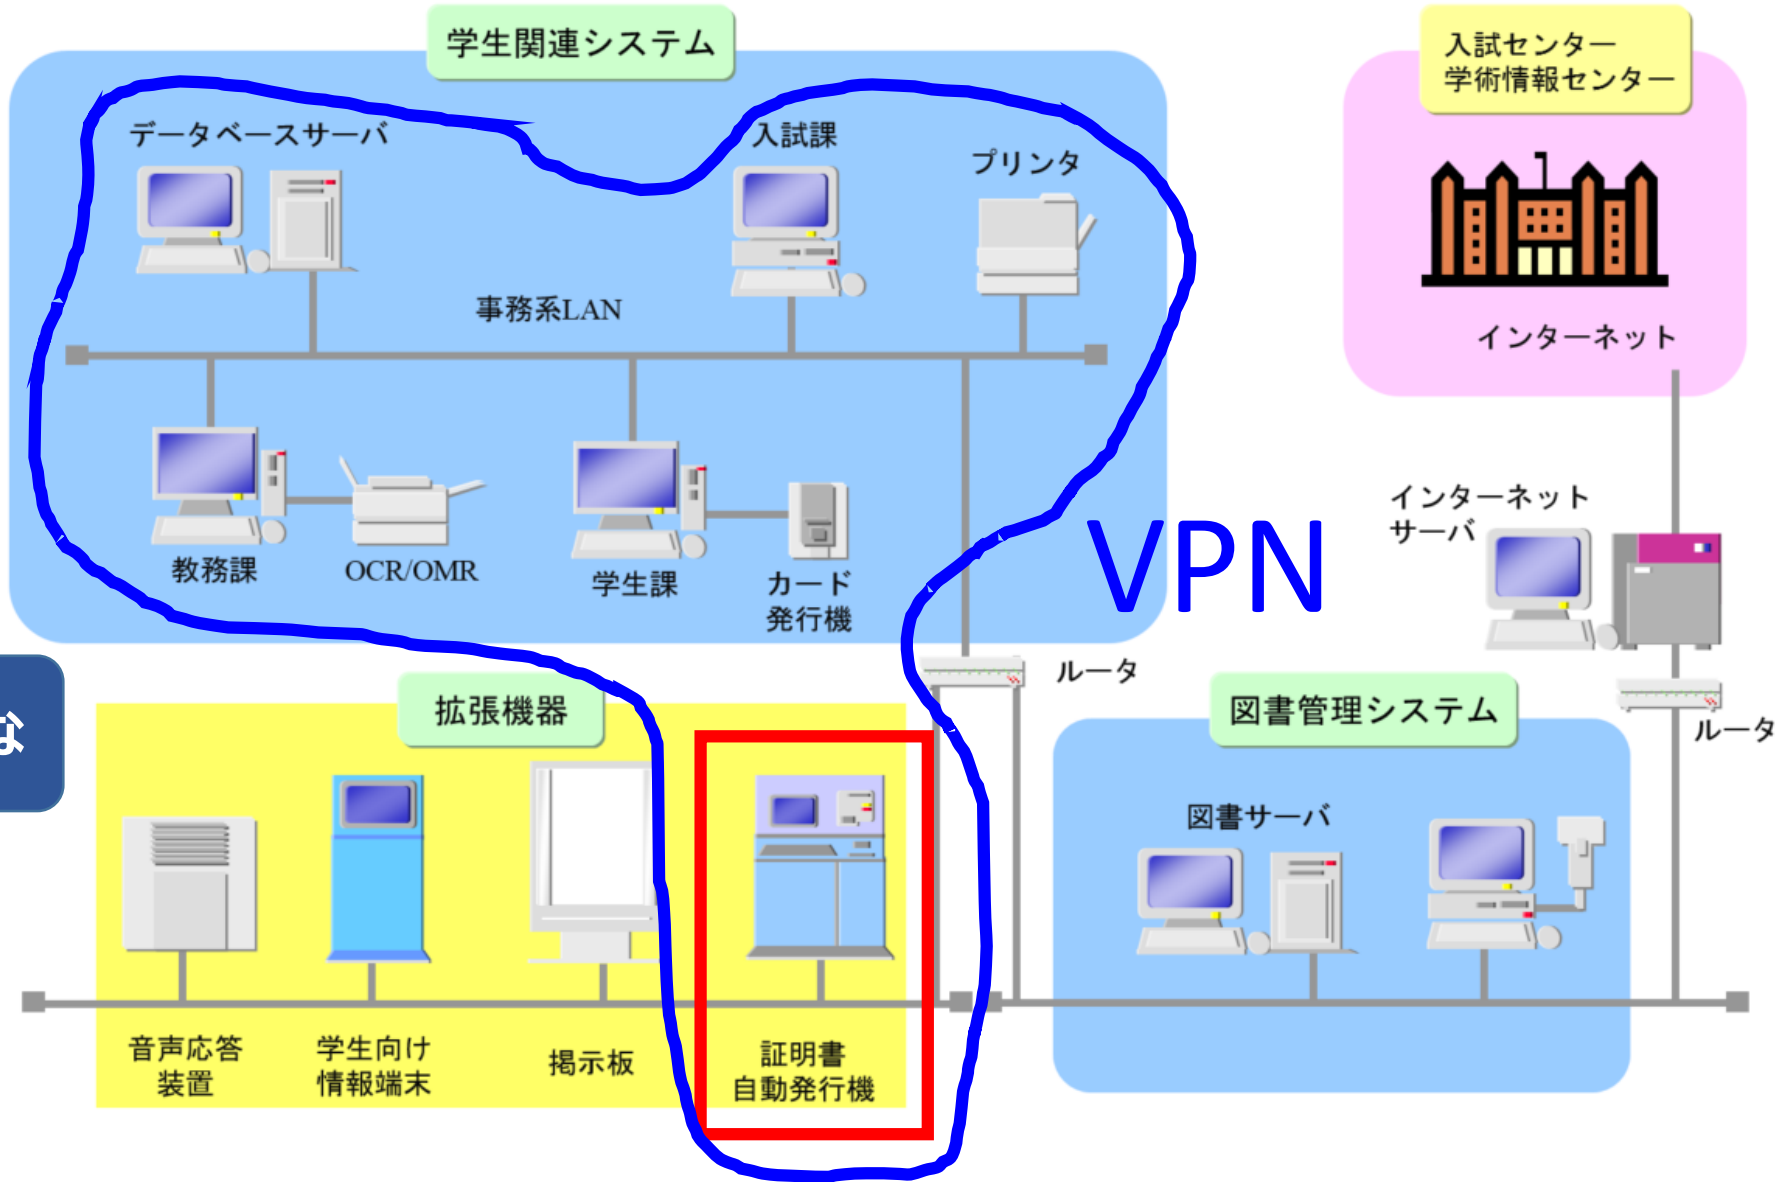 学生関連システム
入試センター
学術情報センター
データベースサーバ
入試課
プリンタ
事務系LAN
インターネット
教務課
OCR/OMR
学生課
カード
発行機
VPN
インターネット
サーバ
ルータ
ルータ
な
拡張機器
図書管理システム
図書サーバ
音声応答
装置
学生向け
情報端末
掲示板
証明書
自動発行機